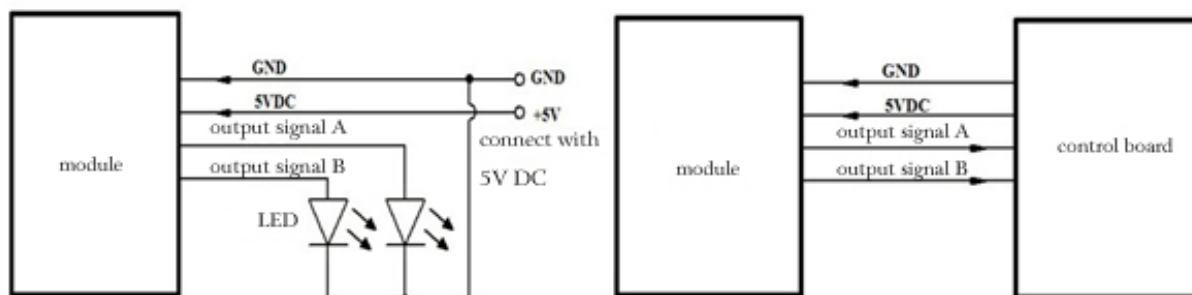 GND
GND
5VDC
+5V
output signal A
connect with
5V DC
module
output signal B
LED
GND
5VDC
output signal A
module
output signal B
control board